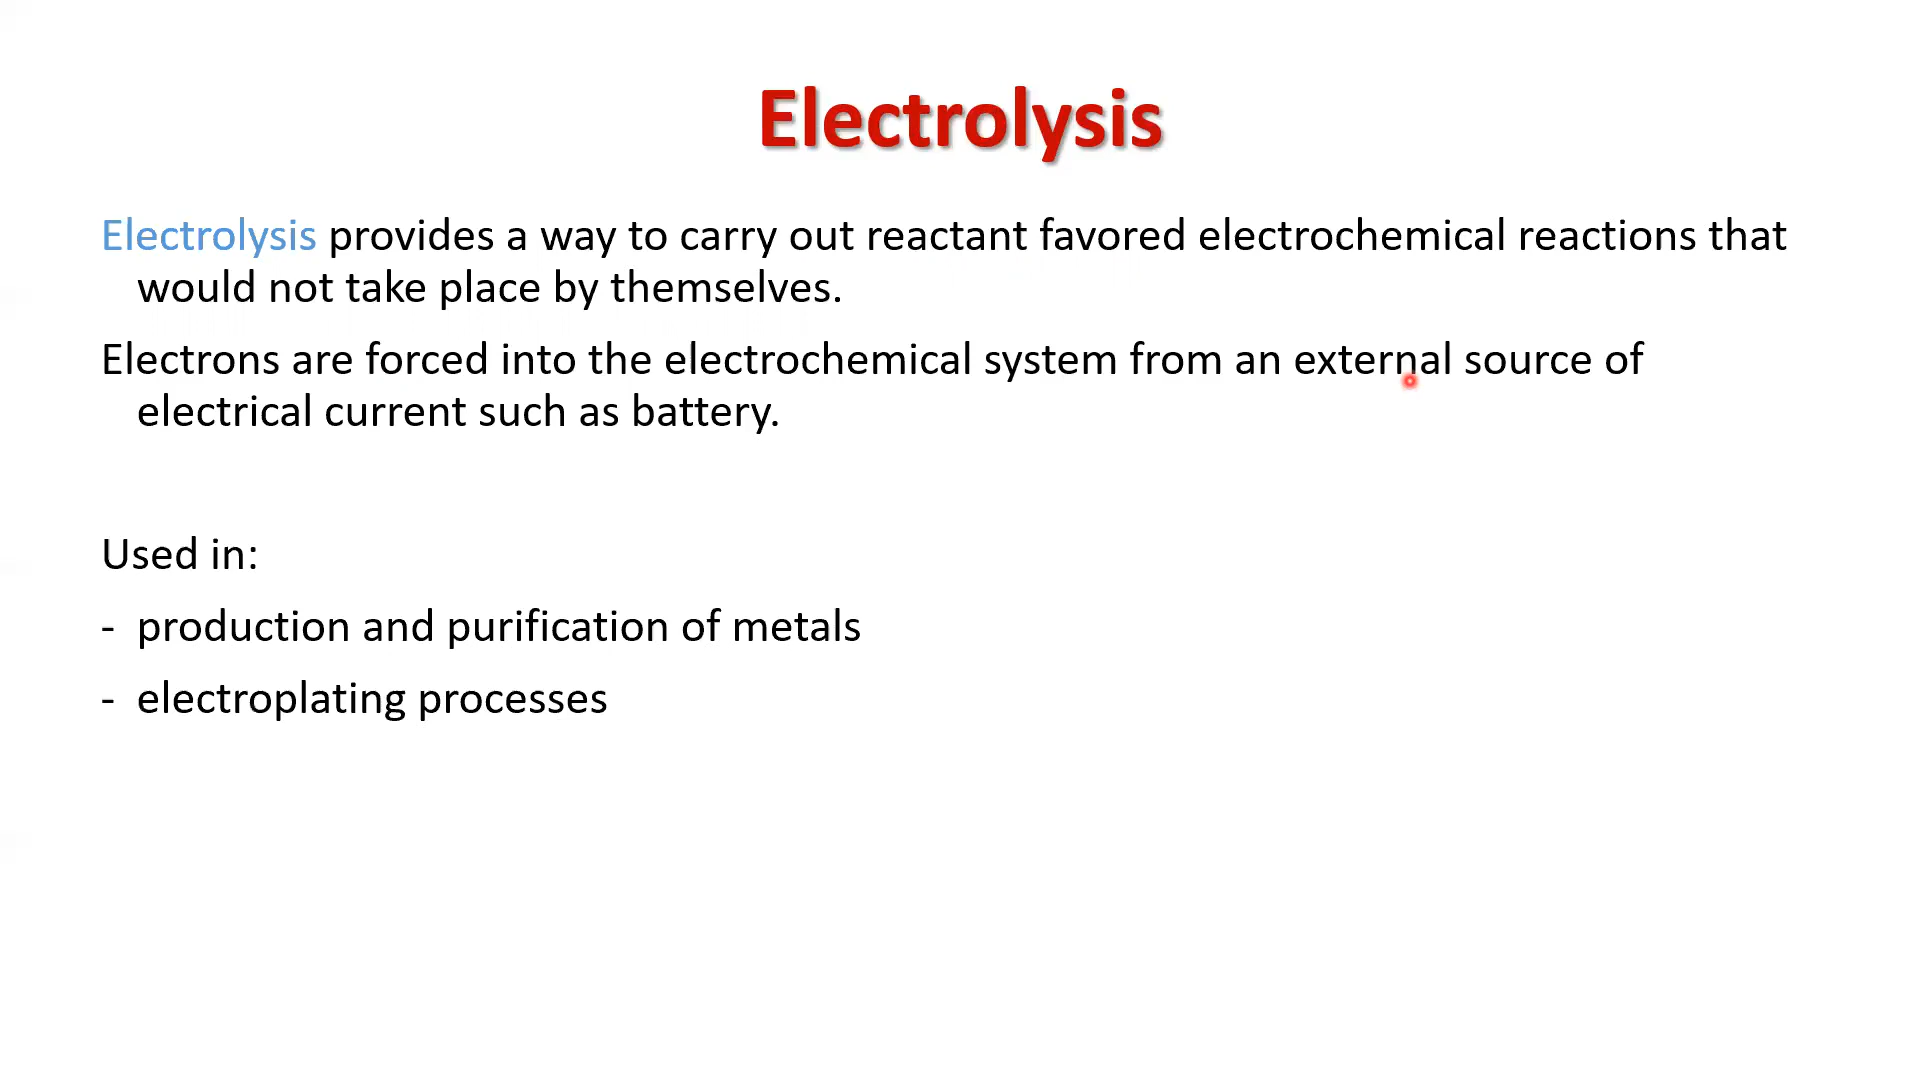 Electrolysis
Electrolysis provides a way to carry out reactant favored electrochemical reactions that
would not take place by themselves.
Electrons are forced into the electrochemical system from an external source of
electrical current such as battery.
Used in:
- production and purification of metals
- electroplating processes